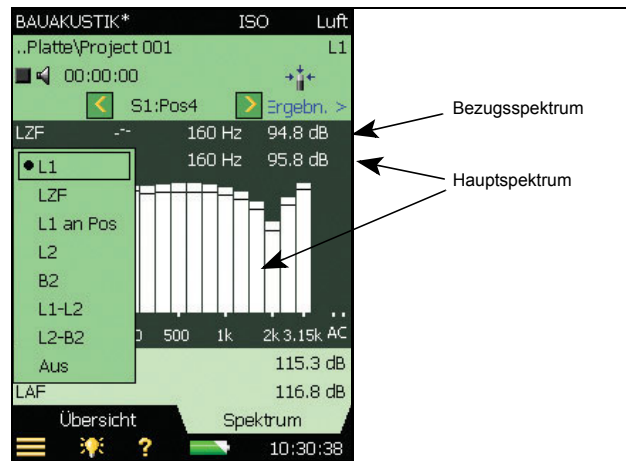 BAUAKUSTIK* ISO Luft
..Platte\Project 001 L1
00:00:00
< S1:Pos4 > Ergebn. >
LZF -.-- 160 Hz 94.8 dB
160 Hz 95.8 dB
L1
LZF
L1 an Pos
L2
B2
L1-L2
L2-B2
Aus
500 1k 2k 3.15k AC
115.3 dB
LAF 116.8 dB
Übersicht Spektrum
? 10:30:38
Bezugsspektrum
Hauptspektrum